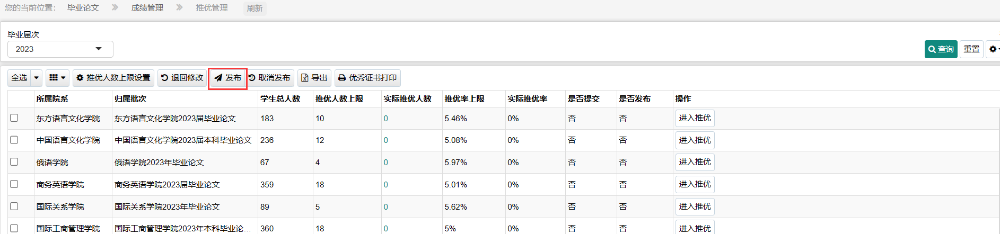 您的当前位置： 毕业论文 成绩管理 推优管理 刷新
毕业届次
2023
查询 重置
全选 推优人数上限设置 退回修改 发布 取消发布 导出 优秀证书打印
所属院系 归属批次 学生总人数 推优人数上限 实际推优人数 推优率上限 实际推优率 是否提交 是否发布 操作
东方语言文化学院 东方语言文化学院2023届毕业论文 183 10 0 5.46% 0% 否 否 进入推优
中国语言文化学院 中国语言文化学院2023届本科毕业论文 236 12 0 5.08% 0% 否 否 进入推优
俄语学院 俄语学院2023年毕业论文 67 4 0 5.97% 0% 否 否 进入推优
商务英语学院 商务英语学院2023届毕业论文 359 18 0 5.01% 0% 否 否 进入推优
国际关系学院 国际关系学院2023年毕业论文 89 5 0 5.62% 0% 否 否 进入推优
国际工商管理学院 国际工商管理学院2023年本科毕业论… 360 18 0 5% 0% 否 否 进入推优